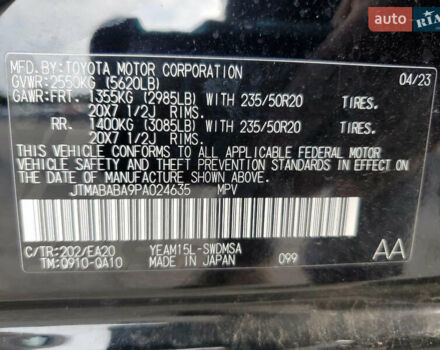 AUTO.RIA.com
MFD.BY:TOYOTA MOTOR CORPORATION 04/23
GVWR:2550KG (5620LB)
GAWR:FRT. 1355KG (2985LB) WITH 235/50R20 TIRES.
20X7 1/2J RIMS.
RR. 1400KG (3085LB) WITH 235/50R20 TIRES.
20X7 1/2J RIMS.
THIS VEHICLE CONFORMS TO ALL APPLICABLE FEDERAL MOTOR
VEHICLE SAFETY AND THEFT PREVENTION STANDARDS IN EFFECT ON
THE DATE OF MANUFACTURE SHOWN ABOVE.
JTMABABA9PA024635 MPV
C/TR:202/EA20 YEAM15L-SWDMSA AA
TM:Q910-QA10 MADE IN JAPAN 099